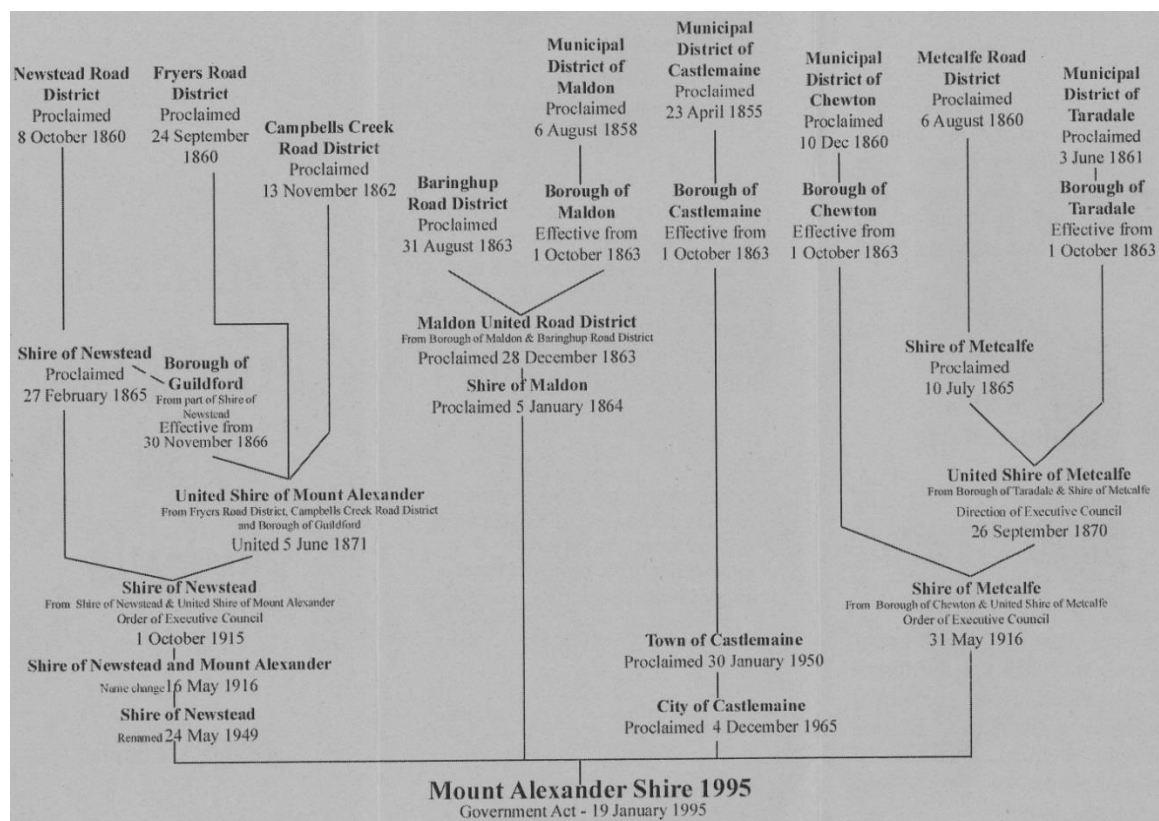 Newstead Road
District
Proclaimed
8 October 1860
Fryers Road
District
Proclaimed
24 September
1860
Campbells Creek
Road District
Proclaimed
13 November 1862
Baringhup
Road District
Proclaimed
31 August 1863
Municipal
District of
Maldon
Proclaimed
6 August 1858
Borough of
Maldon
Effective from
1 October 1863
Municipal
District of
Castlemaine
Proclaimed
23 April 1855
Borough of
Castlemaine
Effective from
1 October 1863
Municipal
District of
Chewton
Proclaimed
10 Dec 1860
Borough of
Chewton
Effective from
1 October 1863
Metcalfe Road
District
Proclaimed
6 August 1860
Municipal
District of
Taradale
Proclaimed
3 June 1861
Borough of
Taradale
Effective from
1 October 1863
Maldon United Road District
From Borough of Maldon & Baringhup Road District
Proclaimed 28 December 1863
Shire of Maldon
Proclaimed 5 January 1864
Shire of Newstead
Proclaimed
27 February 1865
Borough of
Guildford
From part of Shire of
Newstead
Effective from
30 November 1866
Shire of Metcalfe
Proclaimed
10 July 1865
United Shire of Mount Alexander
From Fryers Road District, Campbells Creek Road District
and Borough of Guildford
United 5 June 1871
United Shire of Metcalfe
From Borough of Taradale & Shire of Metcalfe
Direction of Executive Council
26 September 1870
Shire of Newstead
From Shire of Newstead & United Shire of Mount Alexander
Order of Executive Council
1 October 1915
Shire of Newstead and Mount Alexander
Name change 16 May 1916
Shire of Newstead
Renamed 24 May 1949
Shire of Metcalfe
From Borough of Chewton & United Shire of Metcalfe
Order of Executive Council
31 May 1916
Town of Castlemaine
Proclaimed 30 January 1950
City of Castlemaine
Proclaimed 4 December 1965
Mount Alexander Shire 1995
Government Act - 19 January 1995